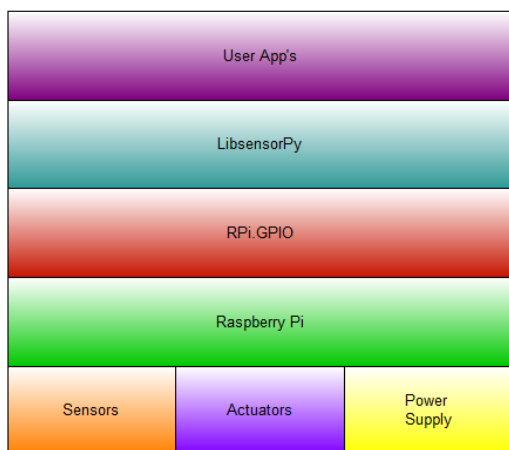 User App's
LibsensorPy
RPi.GPIO
Raspberry Pi
Sensors
Actuators
Power
Supply